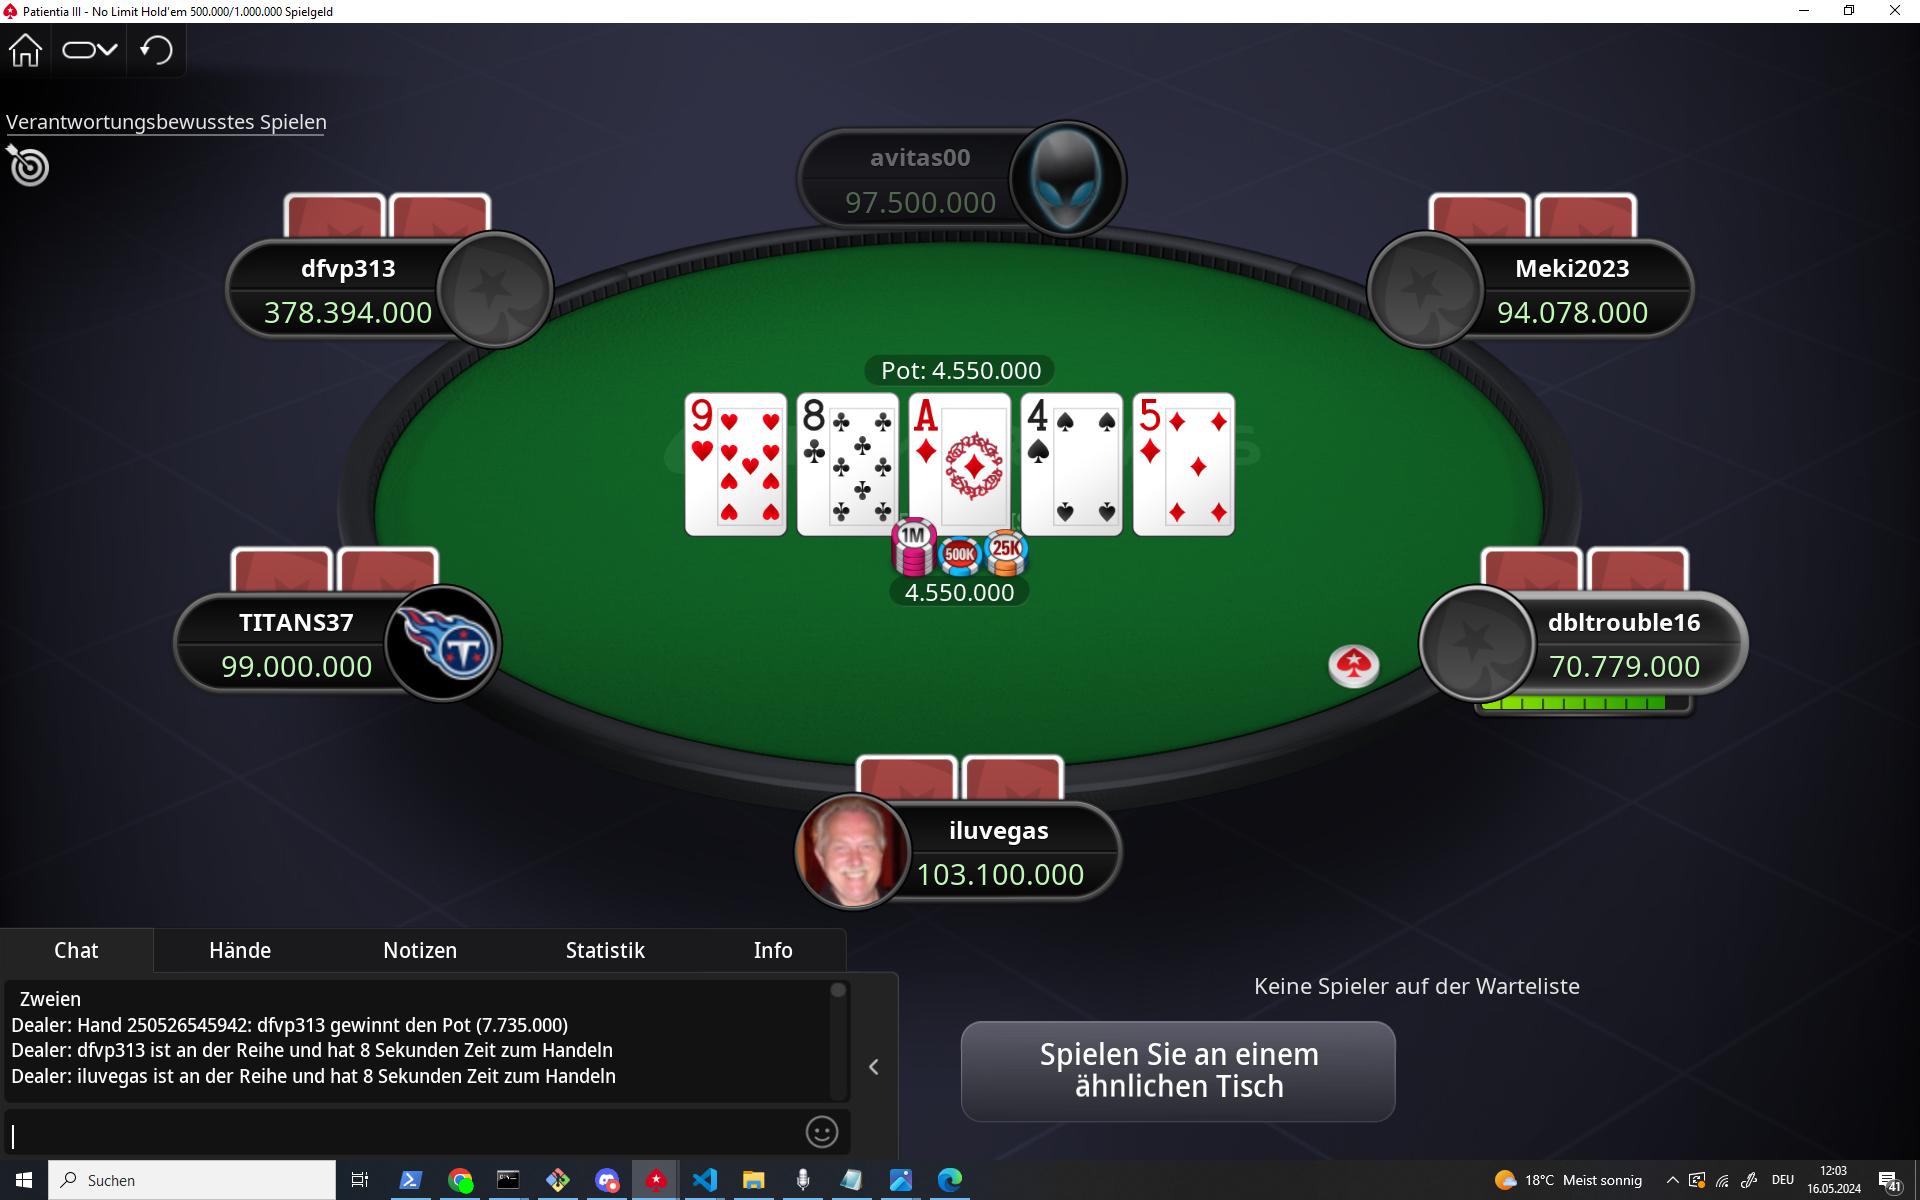 Patientia III - No Limit Hold'em 500.000/1.000.000 Spielgeld
Verantwortungsbewusstes Spielen
avitas00
97.500.000
dfvp313
378.394.000
Meki2023
94.078.000
Pot: 4.550.000
9
8
A
4
5
1M
500K
25K
4.550.000
TITANS37
99.000.000
T
dbltrouble16
70.779.000
iluvegas
103.100.000
Chat Hände Notizen Statistik Info
Zweien
Dealer: Hand 250526545942: dfvp313 gewinnt den Pot (7.735.000)
Dealer: dfvp313 ist an der Reihe und hat 8 Sekunden Zeit zum Handeln
Dealer: iluvegas ist an der Reihe und hat 8 Sekunden Zeit zum Handeln
Keine Spieler auf der Warteliste
Spielen Sie an einem
ähnlichen Tisch
Suchen
18°C Meist sonnig
DEU
12:03
16.05.2024
41